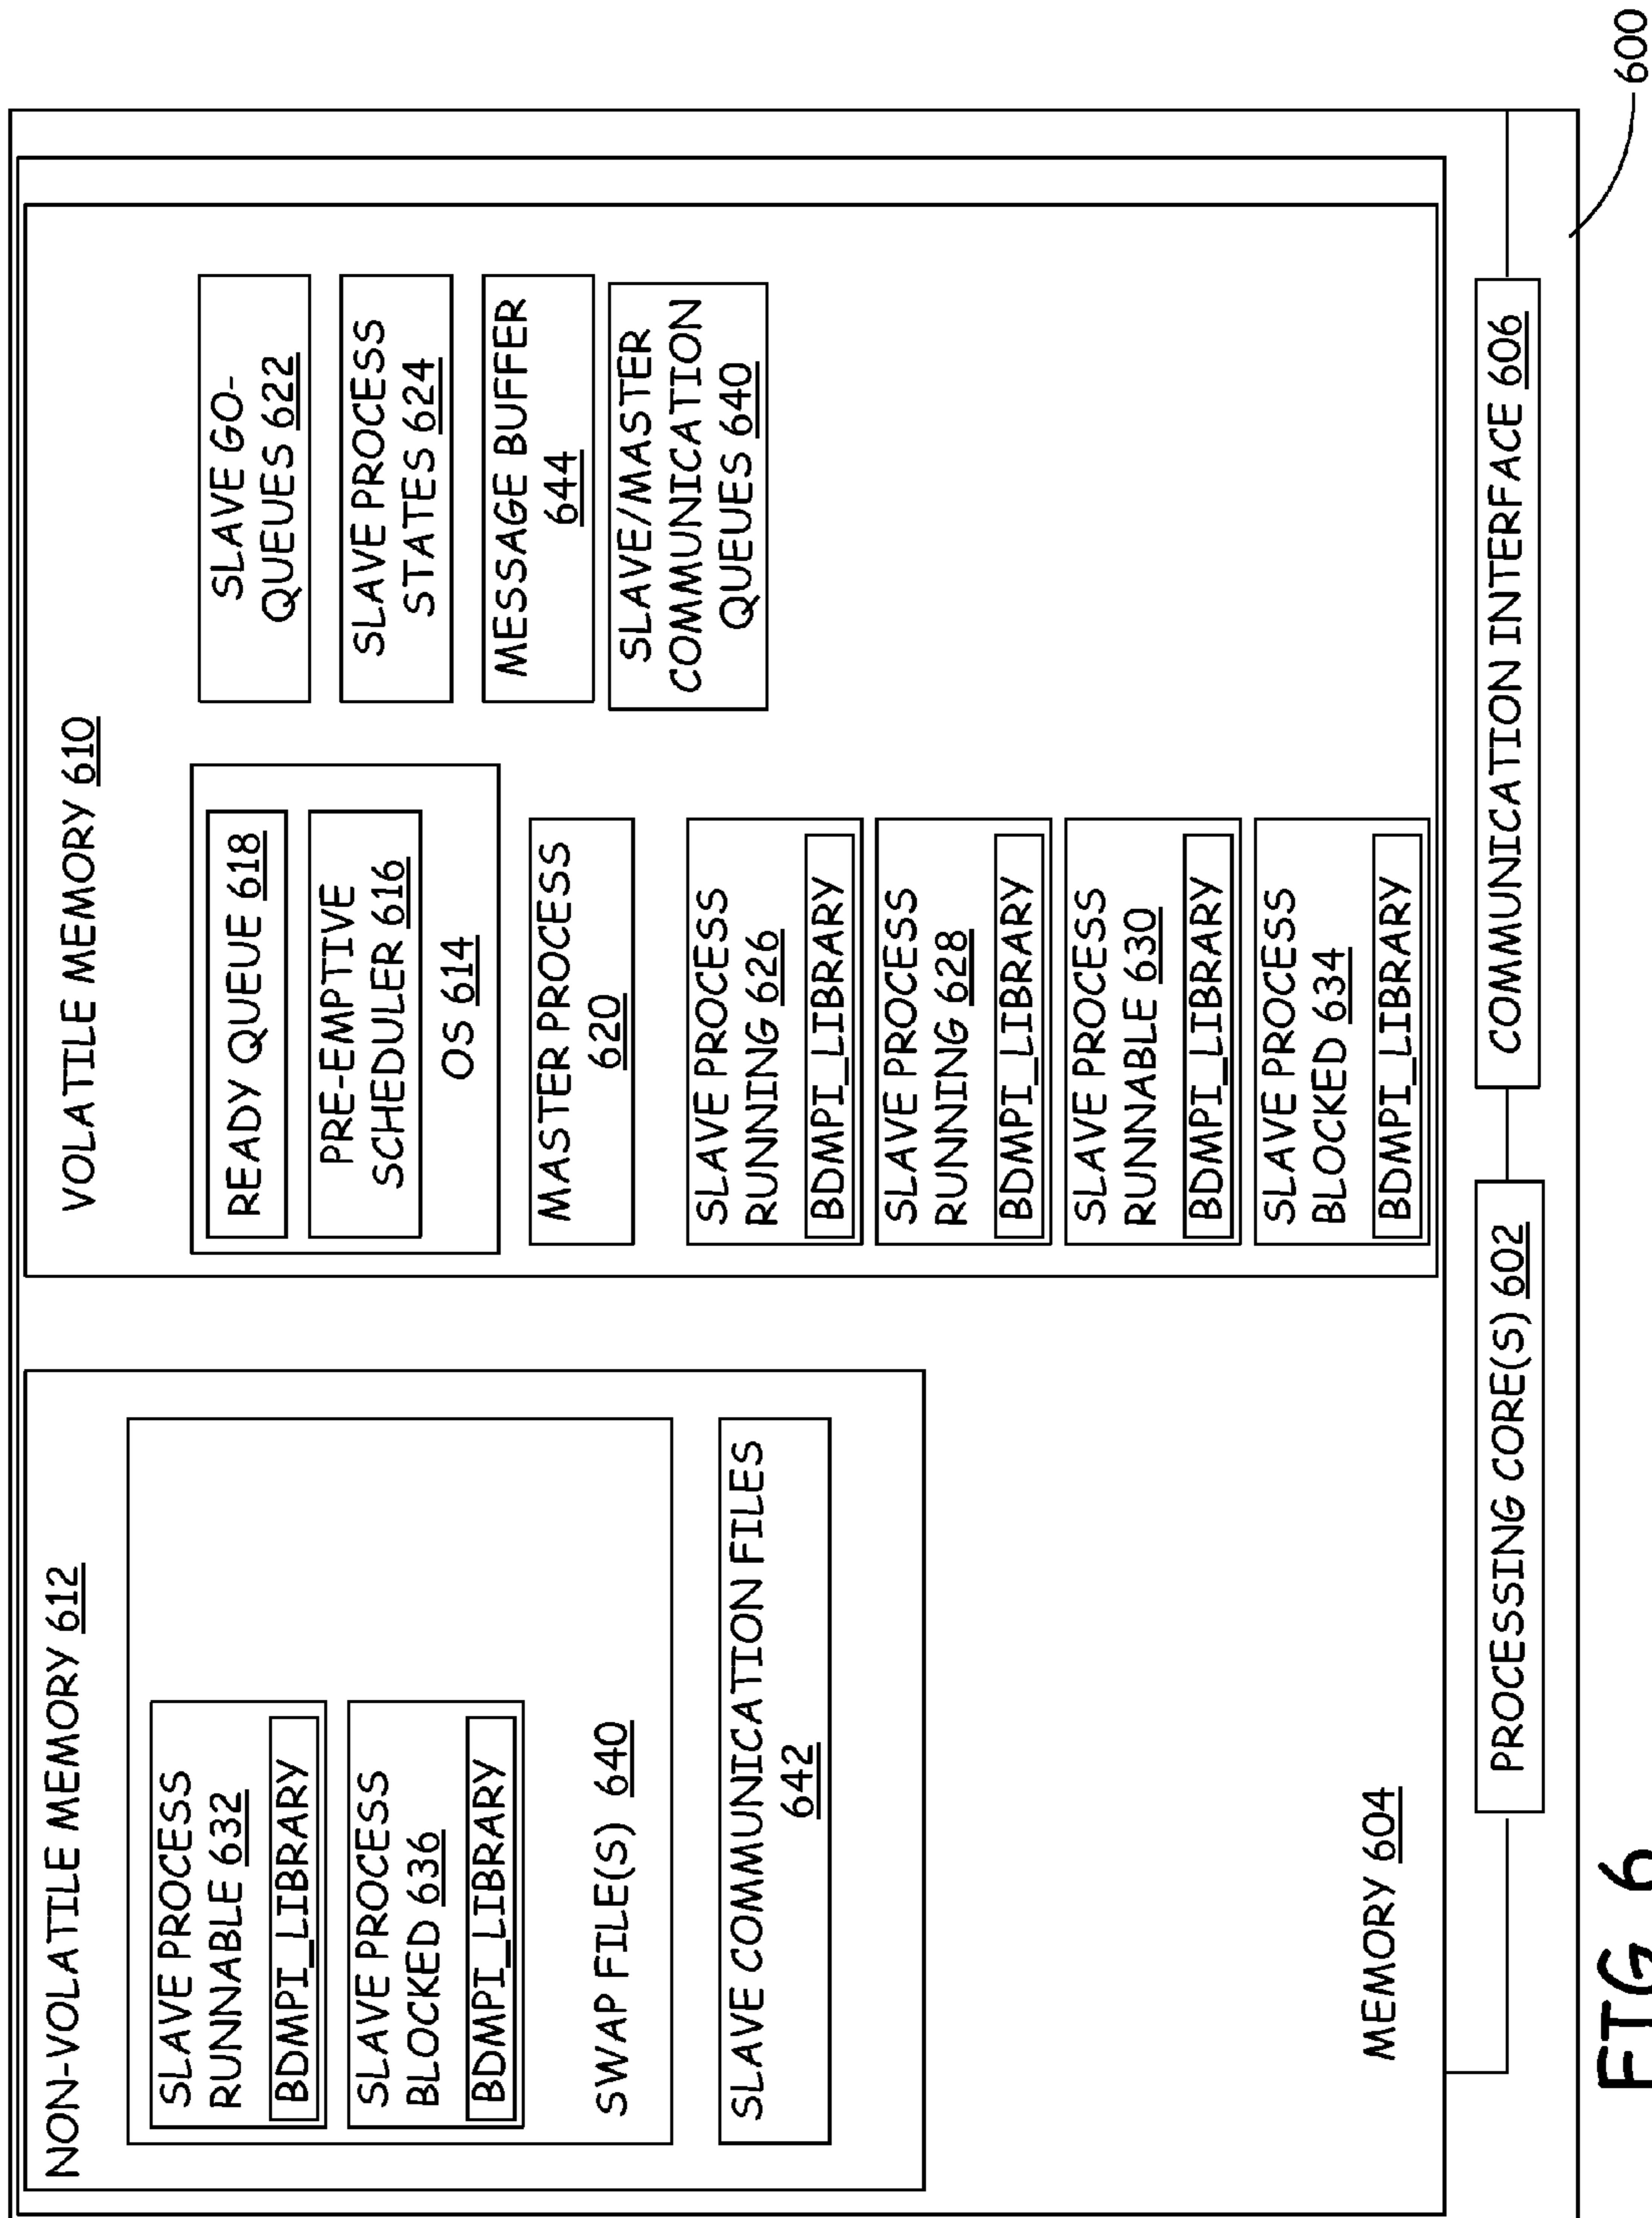 NON-VOLATILE MEMORY 612
SLAVE PROCESS
RUNNABLE 632
BDMPI_LIBRARY
SLAVE PROCESS
BLOCKED 636
BDMPI_LIBRARY
SWAP FILE(S) 640
SLAVE COMMUNICATION FILES
642
VOLATILE MEMORY 610
READY QUEUE 618
PRE-EMPTIVE
SCHEDULER 616
OS 614
MASTER PROCESS
620
SLAVE PROCESS
RUNNING 626
BDMPI_LIBRARY
SLAVE PROCESS
RUNNING 628
BDMPI_LIBRARY
SLAVE PROCESS
RUNNABLE 630
BDMPI_LIBRARY
SLAVE PROCESS
BLOCKED 634
BDMPI_LIBRARY
SLAVE GO-
QUEUES 622
SLAVE PROCESS
STATES 624
MESSAGE BUFFER
644
SLAVE/MASTER
COMMUNICATION
QUEUES 640
MEMORY 604
PROCESSING CORE(S) 602
COMMUNICATION INTERFACE 606
600
FIG 6